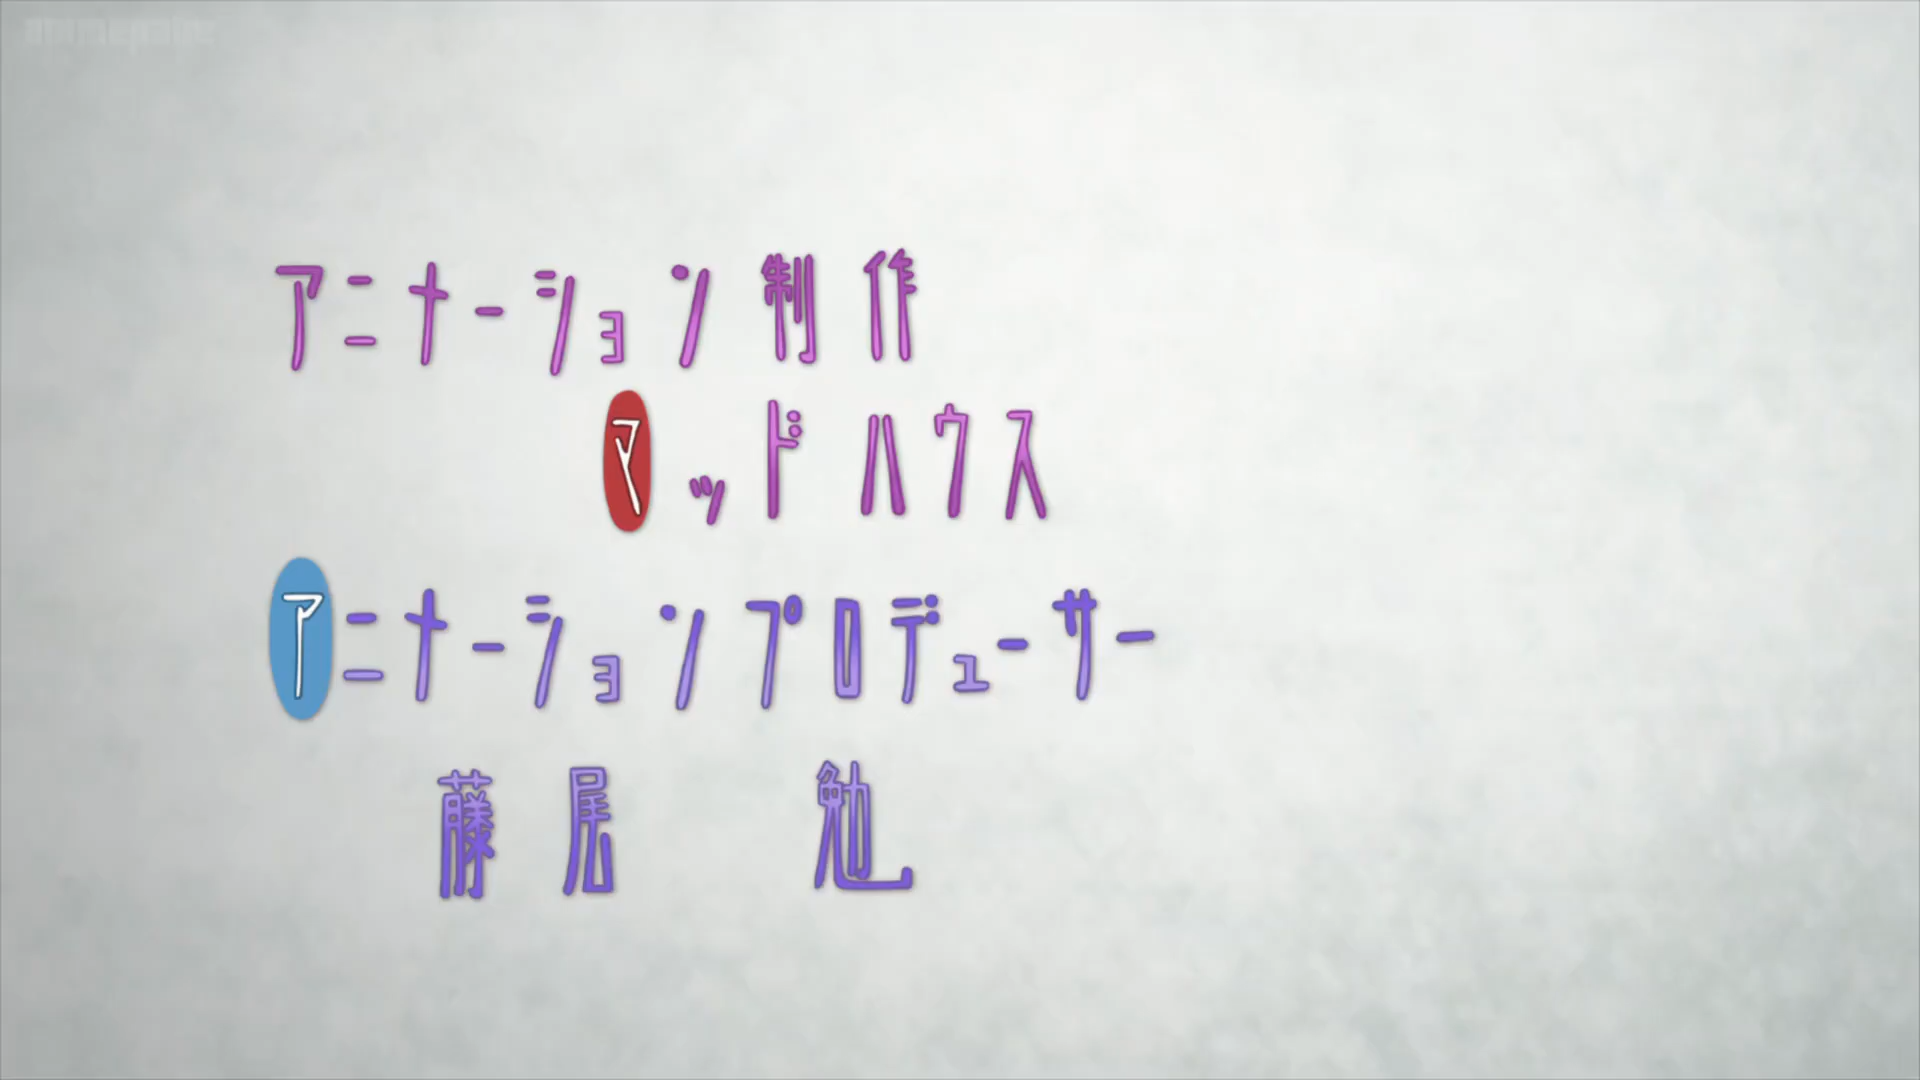 アニメーション制作
マッドハウス
アニメーションプロデューサー
藤尾 勉